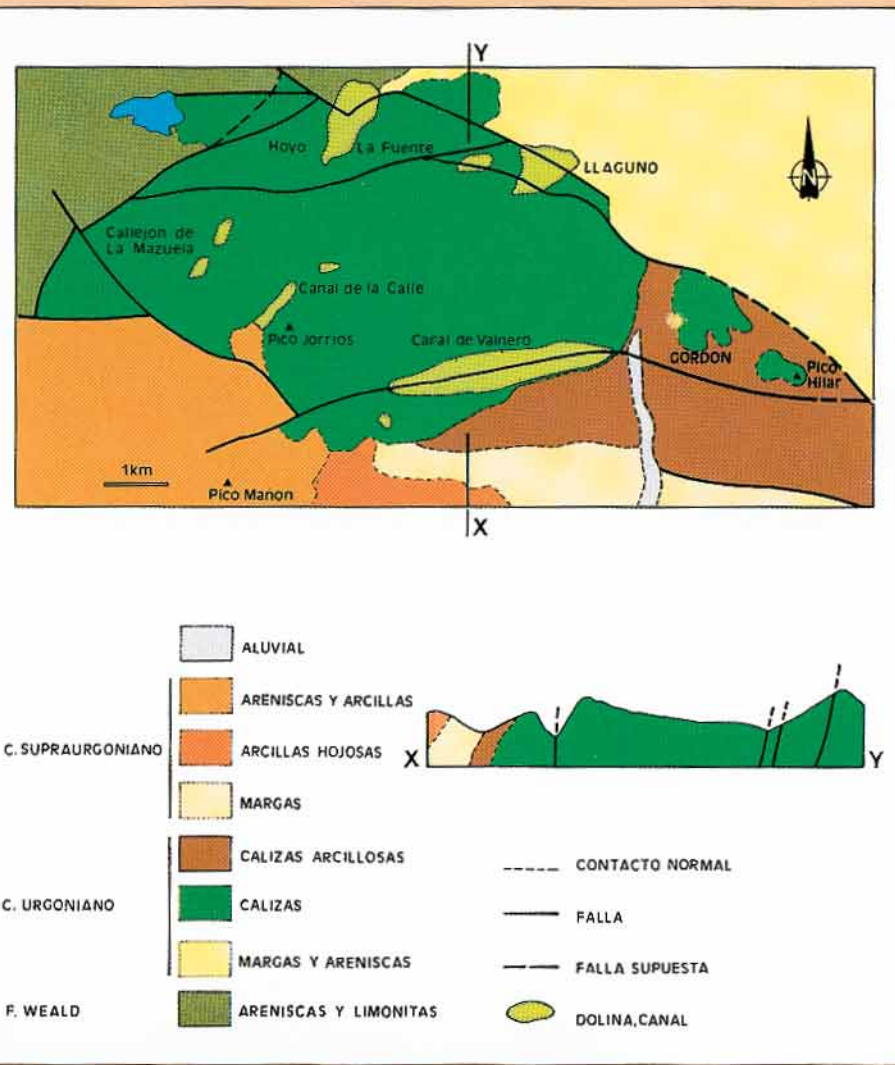 Y
Hoyo La Fuente
LLAGUNO
N
Callejon de
La Mazuela
Canal de la Calle
Pico Jorrios
Canal de Valnero
GORDON
Pico
Hilar
1km
Pico Mañon
X
ALUVIAL
ARENISCAS Y ARCILLAS
C. SUPRAURGONIANO
ARCILLAS HOJOSAS
X
Y
MARGAS
CALIZAS ARCILLOSAS
CONTACTO NORMAL
C. URGONIANO
CALIZAS
FALLA
MARGAS Y ARENISCAS
FALLA SUPUESTA
F. WEALD
ARENISCAS Y LIMONITAS
DOLINA, CANAL